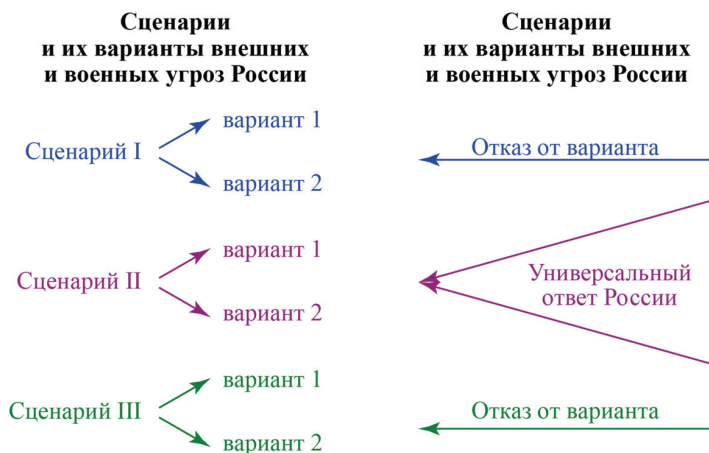 Сценарии
и их варианты внешних
и военных угроз России
Сценарии
и их варианты внешних
и военных угроз России
вариант 1
Сценарий I
вариант 2
Отказ от варианта
вариант 1
Сценарий II
вариант 2
Универсальный
ответ России
вариант 1
Сценарий III
вариант 2
Отказ от варианта